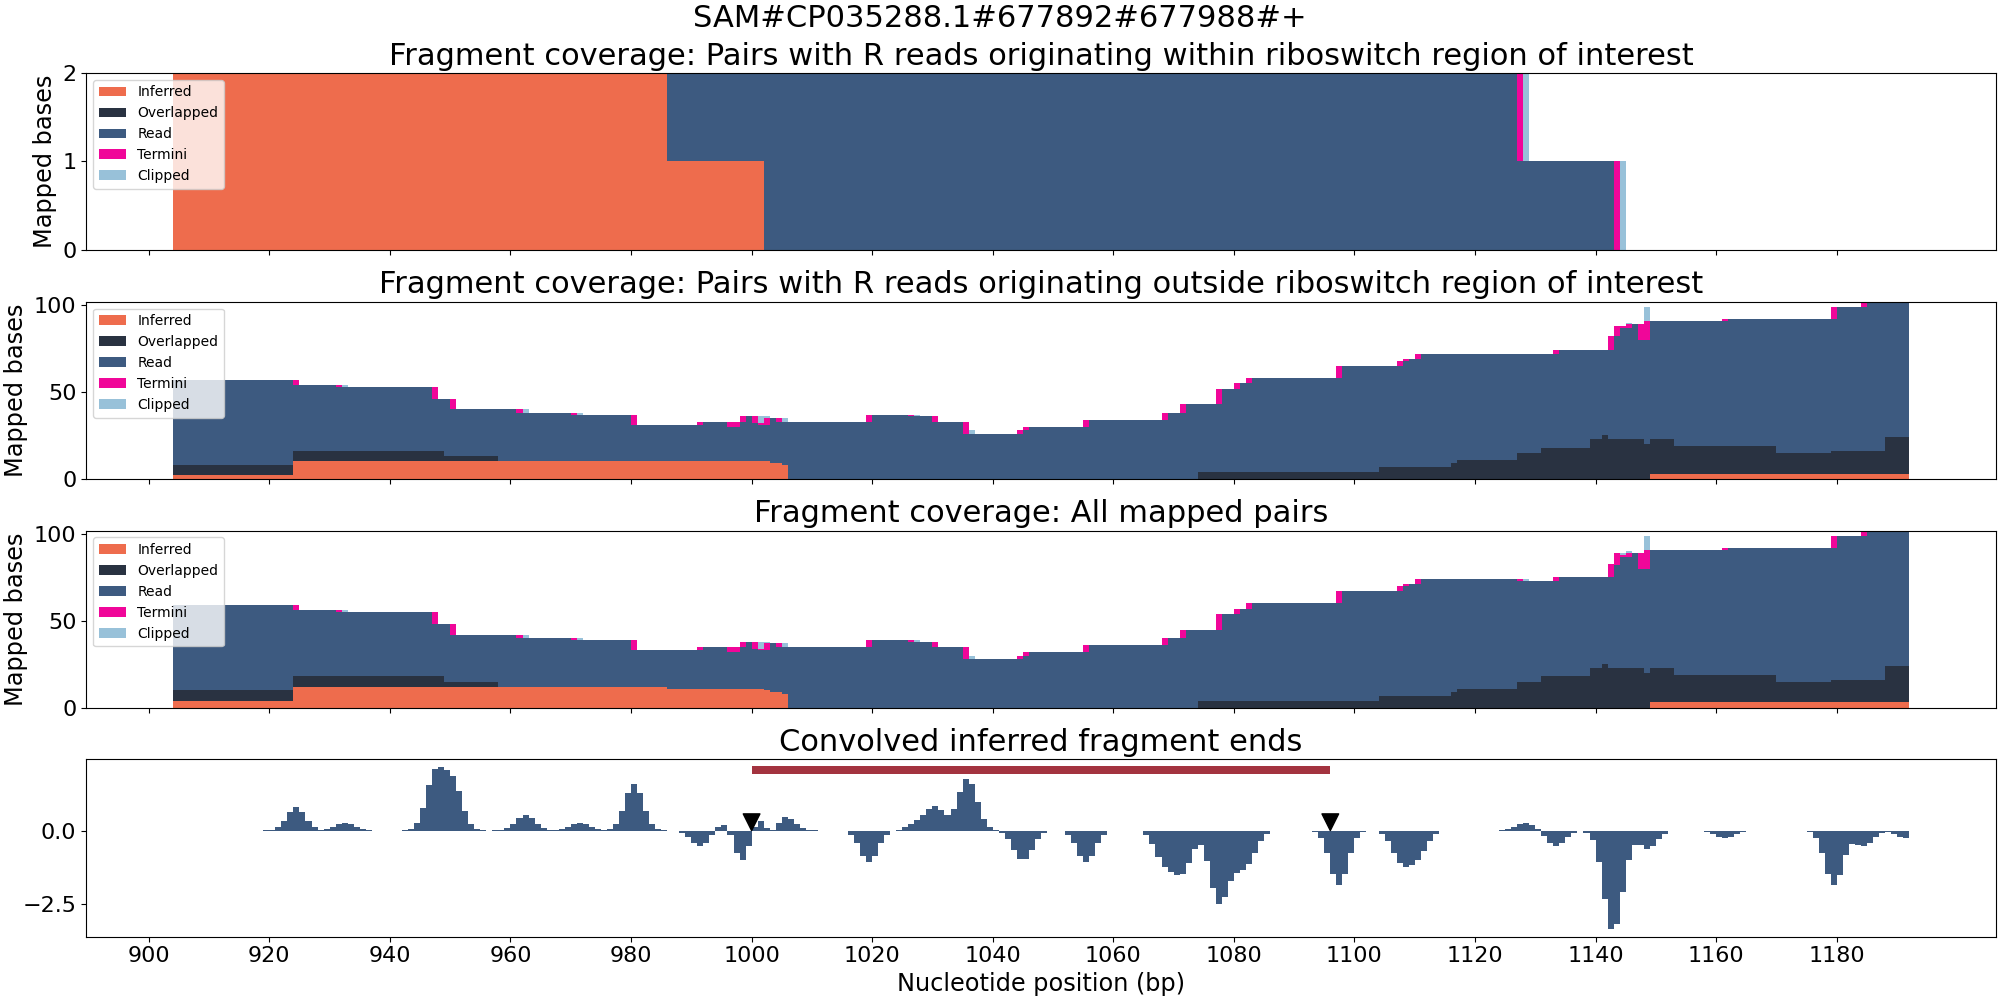 SAM#CP035288.1#677892#677988#+
Fragment coverage: Pairs with R reads originating within riboswitch region of interest
Mapped bases
2
1
0
Inferred
Overlapped
Read
Termini
Clipped
Fragment coverage: Pairs with R reads originating outside riboswitch region of interest
Mapped bases
100
50
0
Inferred
Overlapped
Read
Termini
Clipped
Fragment coverage: All mapped pairs
Mapped bases
100
50
0
Inferred
Overlapped
Read
Termini
Clipped
Convolved inferred fragment ends
0.0
−2.5
900 920 940 960 980 1000 1020 1040 1060 1080 1100 1120 1140 1160 1180
Nucleotide position (bp)